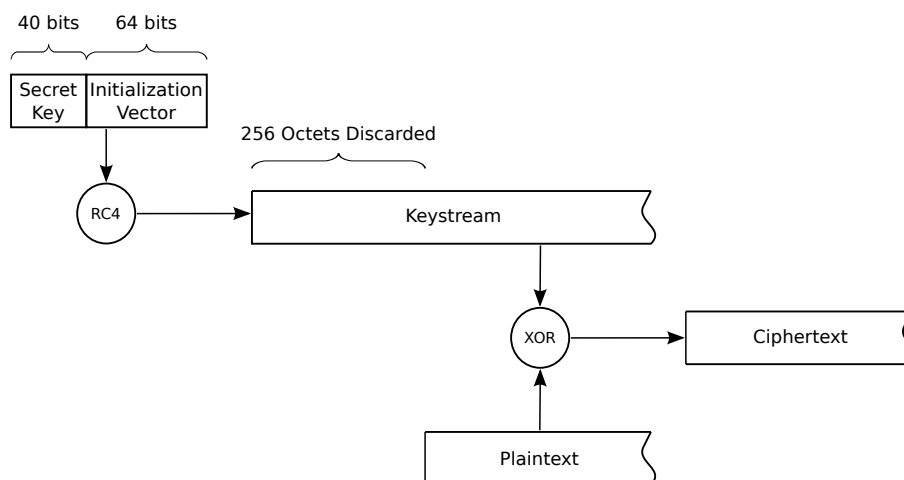 40 bits
64 bits
Secret
Key
Initialization
Vector
256 Octets Discarded
RC4
Keystream
XOR
Ciphertext
Plaintext